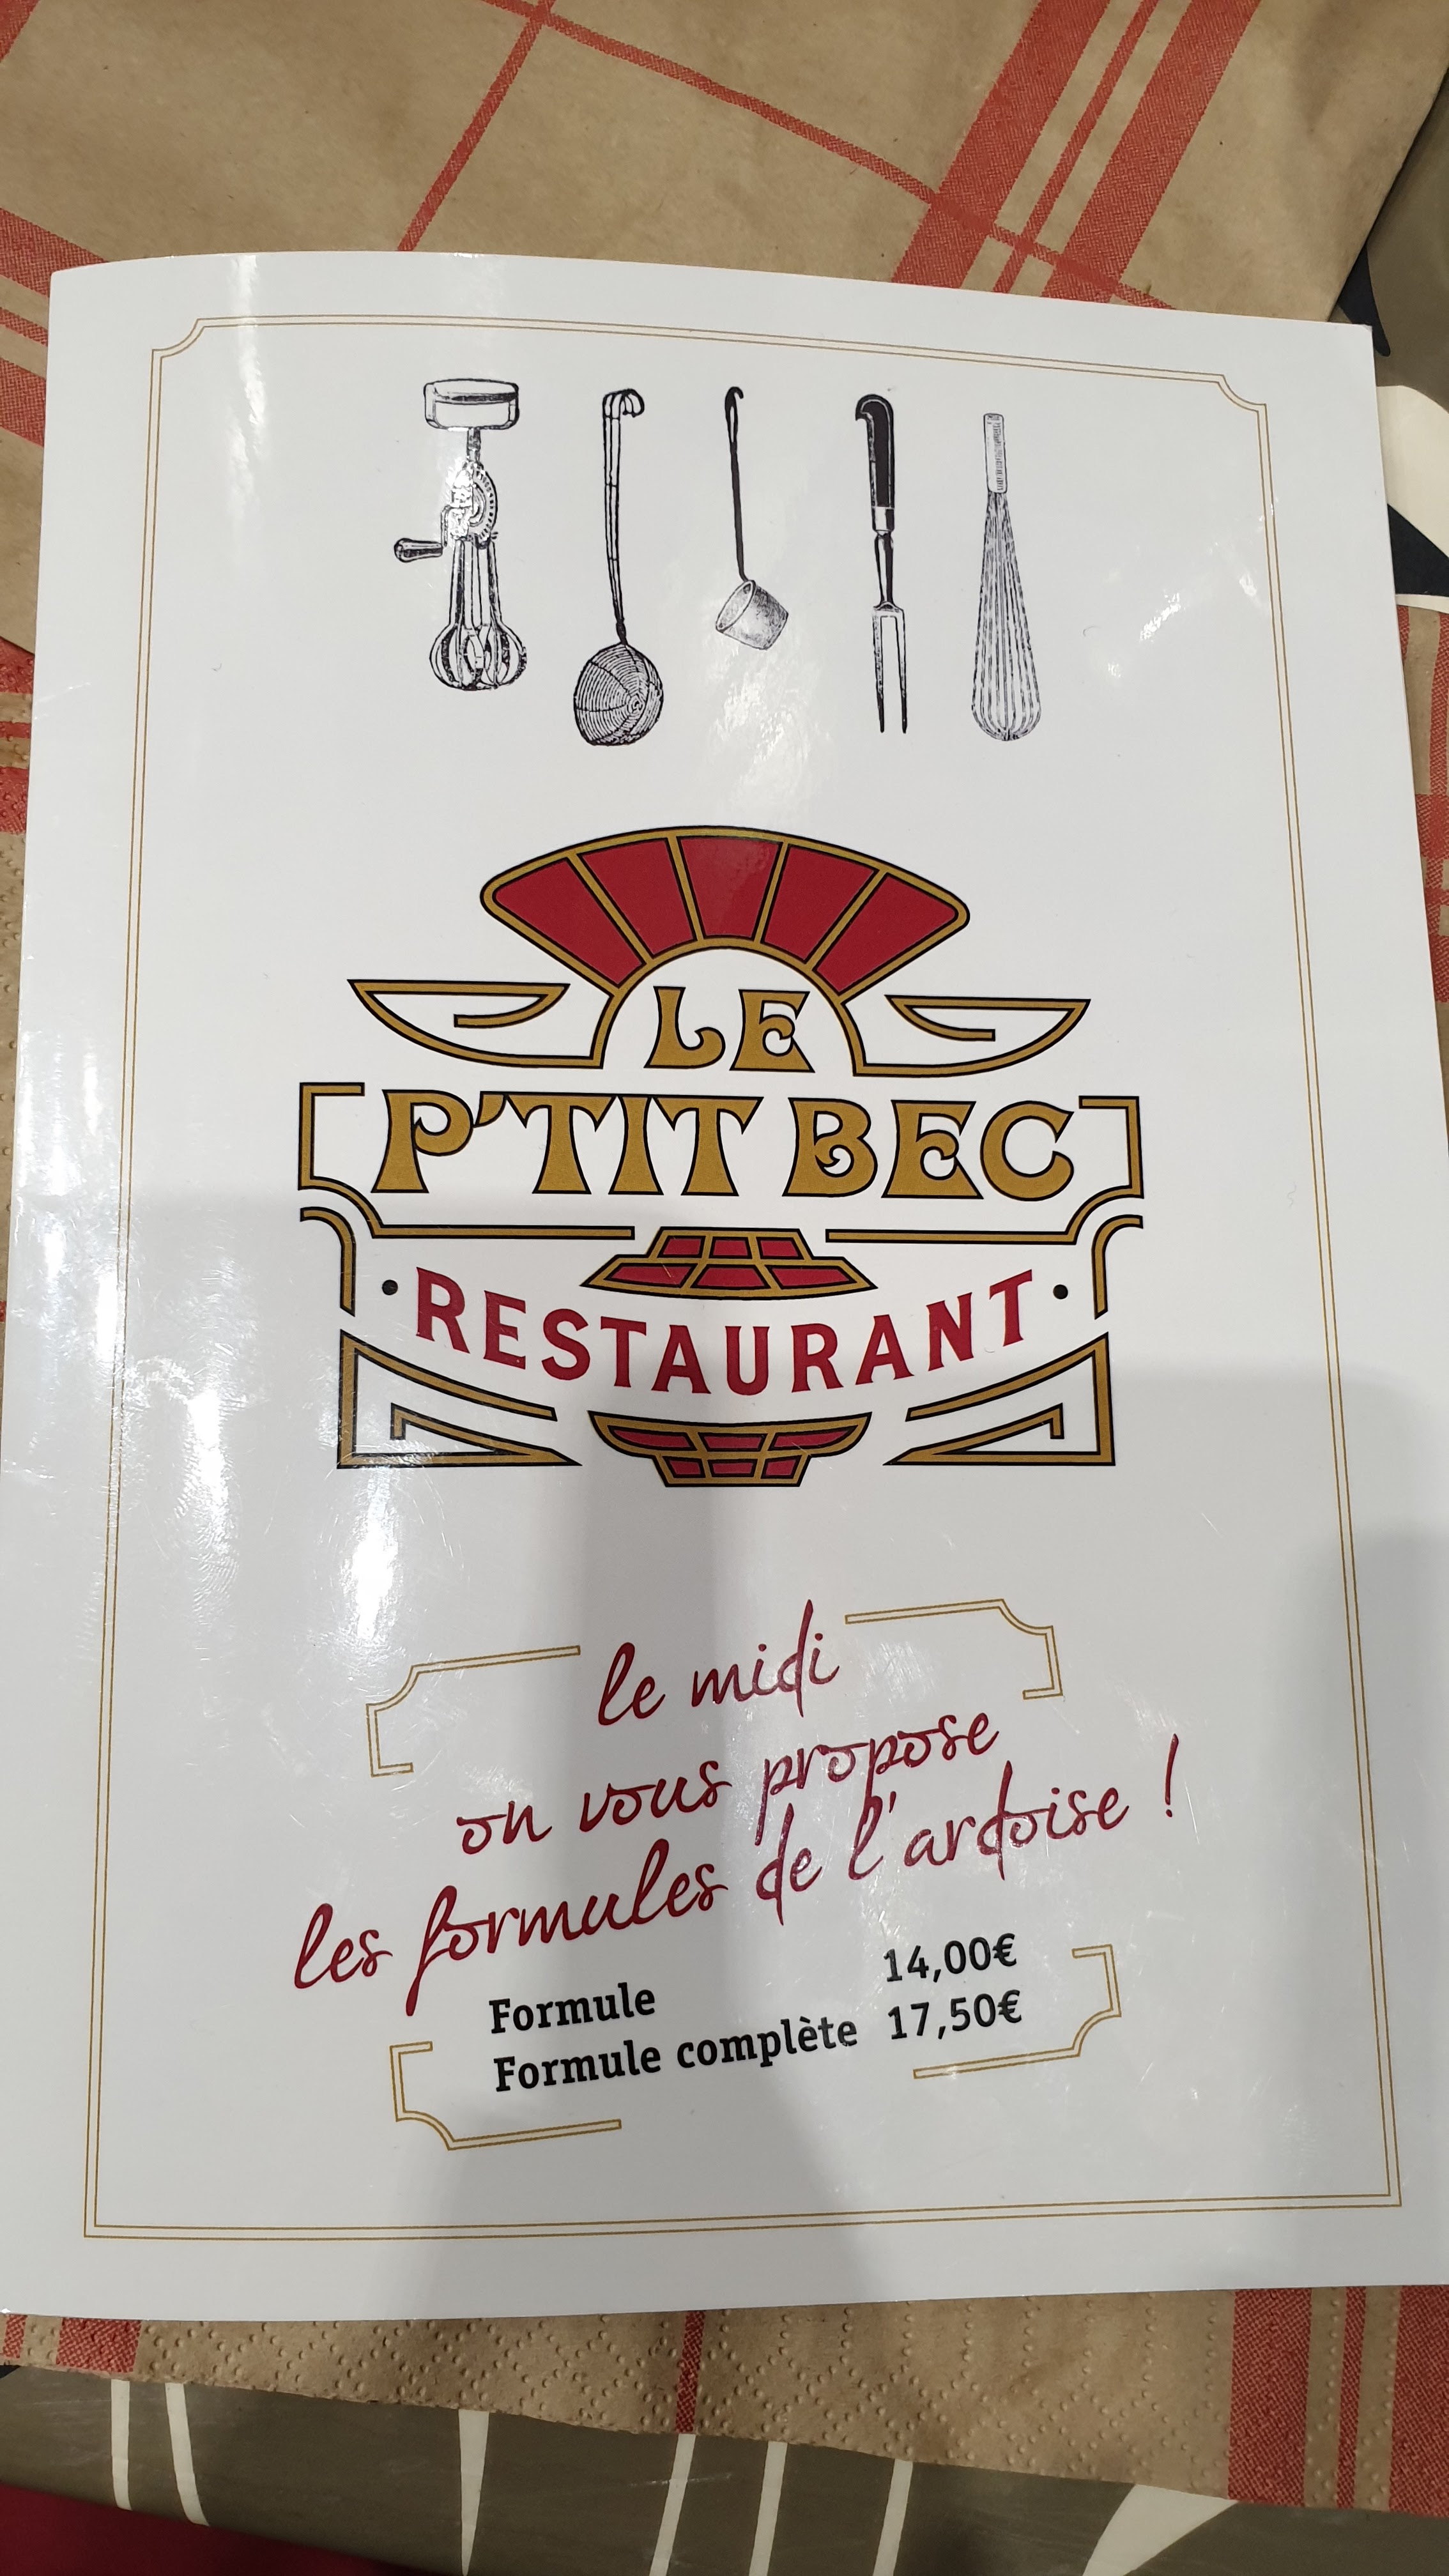 LE
P'TIT BEC
• RESTAURANT •
le midi
on vous propose
les formules de l'ardoise !
Formule 14,00€
Formule complète 17,50€